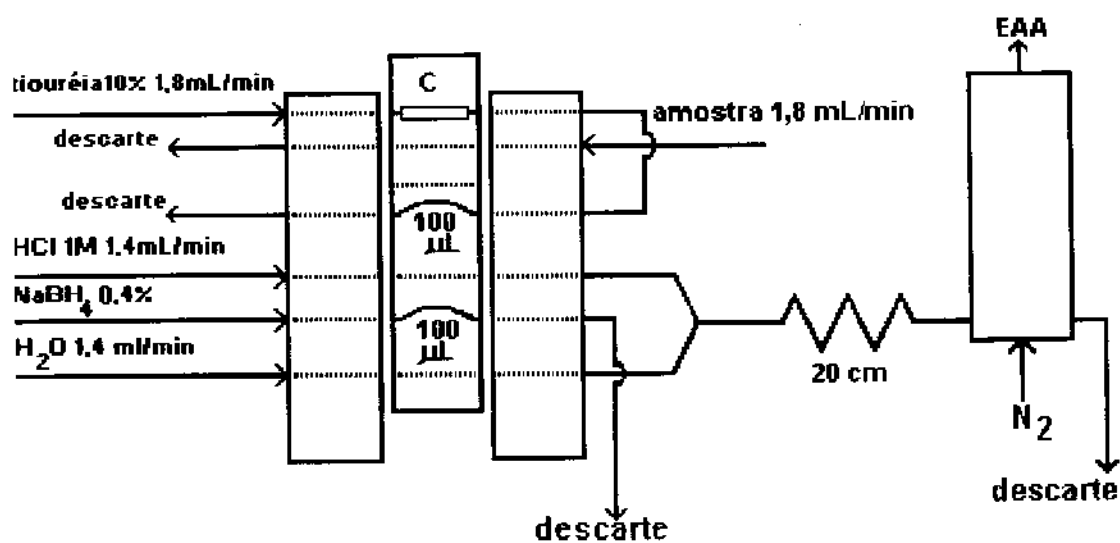 EAA
C
tiouréia10% 1,8mL/min
amostra 1,8 mL/min
descarte
descarte
100
µL
HCl 1M 1,4mL/min
NaBH4 0,4%
100
µL
H2O 1,4 ml/min
20 cm
N2
descarte
descarte